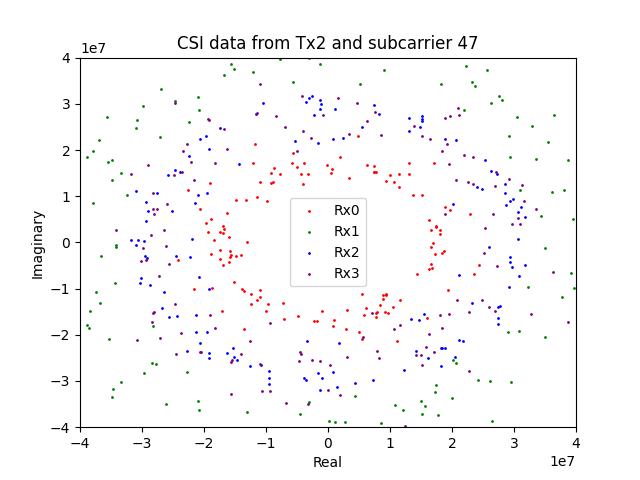 CSI data from Tx2 and subcarrier 47
1e7
4
3
2
1
0
−1
−2
−3
−4
Imaginary
Rx0
Rx1
Rx2
Rx3
−4 −3 −2 −1 0 1 2 3 4
Real
1e7